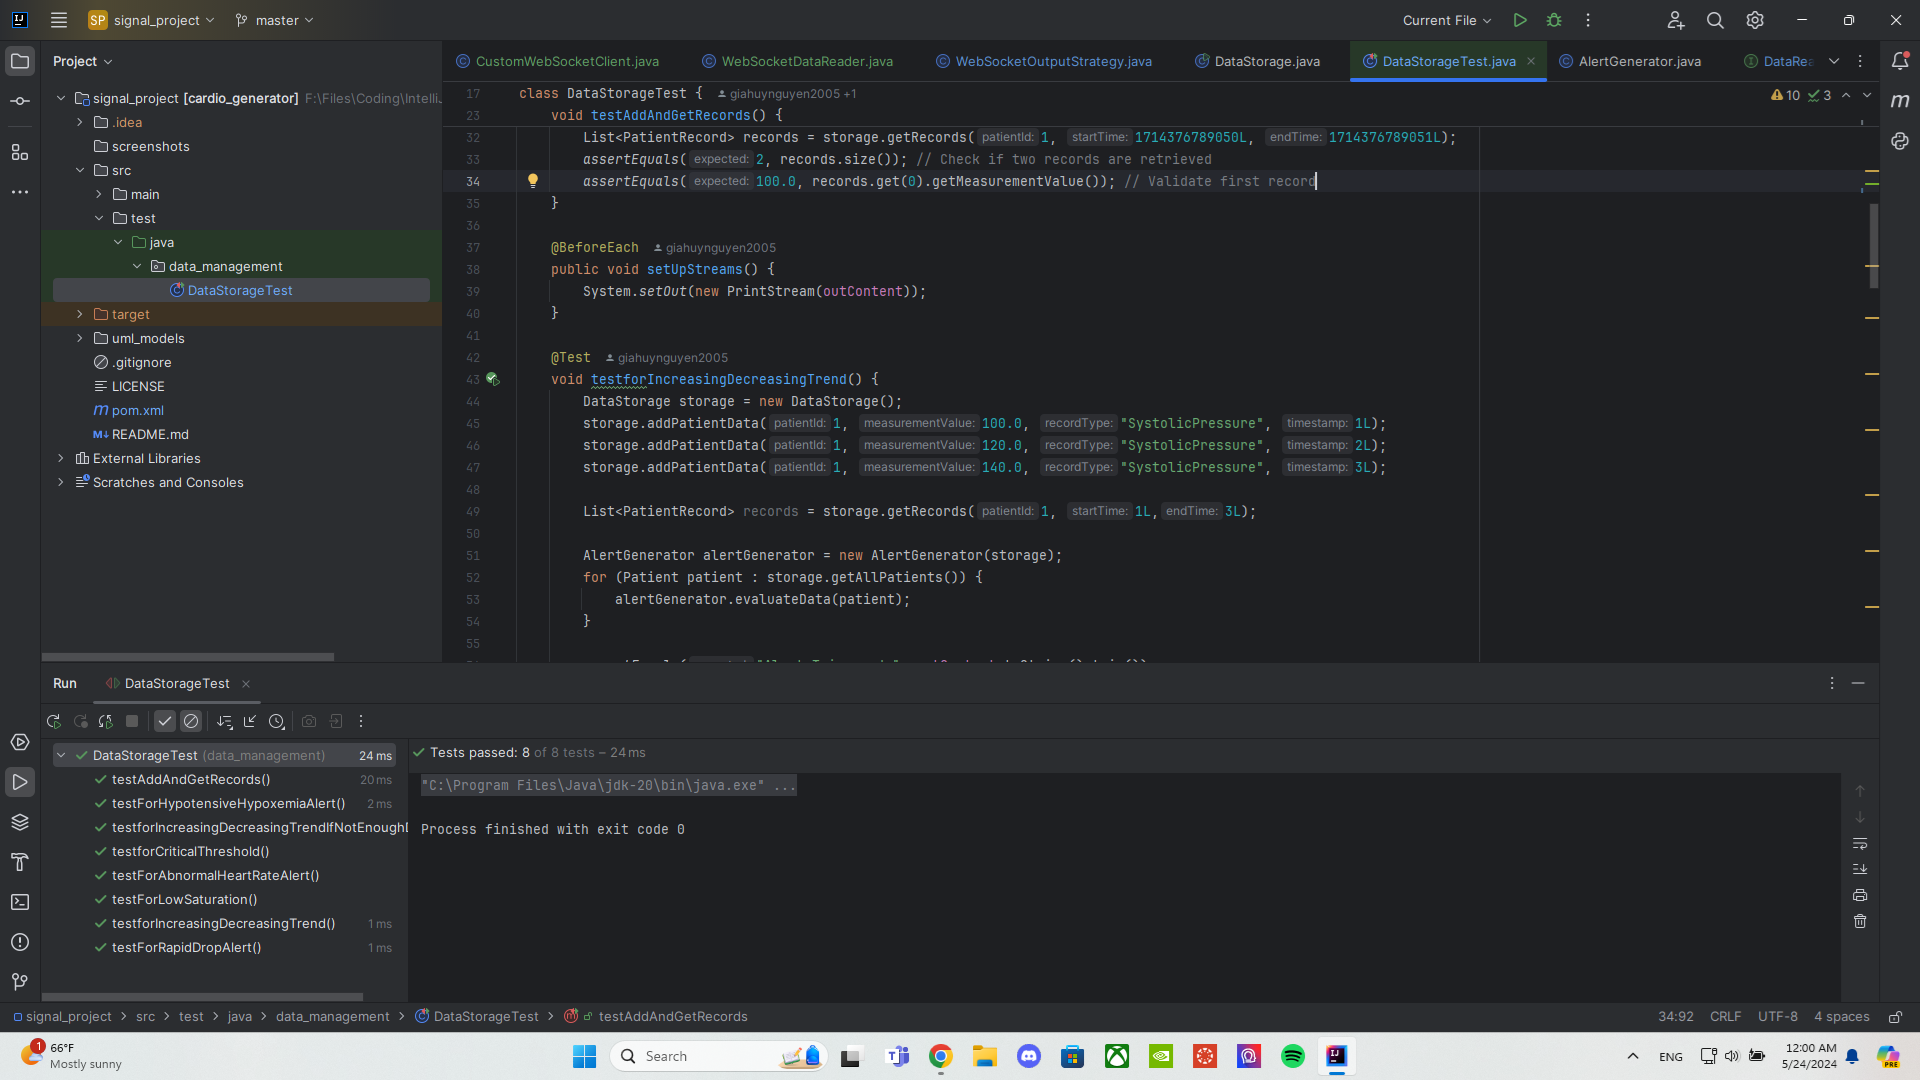 SP signal_project master Current File
Project
signal_project [cardio_generator] F:\Files\Coding\Intelli.
.idea
screenshots
src
main
test
java
data_management
DataStorageTest
target
uml_models
.gitignore
LICENSE
pom.xml
README.md
External Libraries
Scratches and Consoles
CustomWebSocketClient.java WebSocketDataReader.java WebSocketOutputStrategy.java DataStorage.java DataStorageTest.java AlertGenerator.java DataRea
17 class DataStorageTest { giahuynguyen2005 +1 10 3
23 void testAddAndGetRecords() {
32 List<PatientRecord> records = storage.getRecords( patientId: 1, startTime: 1714376789050L, endTime: 1714376789051L);
33 assertEquals( expected: 2, records.size()); // Check if two records are retrieved
34 assertEquals( expected: 100.0, records.get(0).getMeasurementValue()); // Validate first record
35 }
36
37 @BeforeEach giahuynguyen2005
38 public void setUpStreams() {
39 System.setOut(new PrintStream(outContent));
40 }
41
42 @Test giahuynguyen2005
43 void testforIncreasingDecreasingTrend() {
44 DataStorage storage = new DataStorage();
45 storage.addPatientData( patientId: 1, measurementValue: 100.0, recordType: "SystolicPressure", timestamp: 1L);
46 storage.addPatientData( patientId: 1, measurementValue: 120.0, recordType: "SystolicPressure", timestamp: 2L);
47 storage.addPatientData( patientId: 1, measurementValue: 140.0, recordType: "SystolicPressure", timestamp: 3L);
48
49 List<PatientRecord> records = storage.getRecords( patientId: 1, startTime: 1L, endTime: 3L);
50
51 AlertGenerator alertGenerator = new AlertGenerator(storage);
52 for (Patient patient : storage.getAllPatients()) {
53 alertGenerator.evaluateData(patient);
54 }
55
Run DataStorageTest
DataStorageTest (data_management) 24 ms
testAddAndGetRecords() 20 ms
testForHypotensiveHypoxemiaAlert() 2 ms
testforIncreasingDecreasingTrendIfNotEnough
testforCriticalThreshold()
testForAbnormalHeartRateAlert()
testForLowSaturation()
testforIncreasingDecreasingTrend() 1 ms
testForRapidDropAlert() 1 ms
Tests passed: 8 of 8 tests – 24 ms
"C:\Program Files\Java\jdk-20\bin\java.exe" ...
Process finished with exit code 0
signal_project > src > test > java > data_management > DataStorageTest > testAddAndGetRecords 34:92 CRLF UTF-8 4 spaces
1 66°F
Mostly sunny
Search
ENG
12:00 AM
5/24/2024
PRE